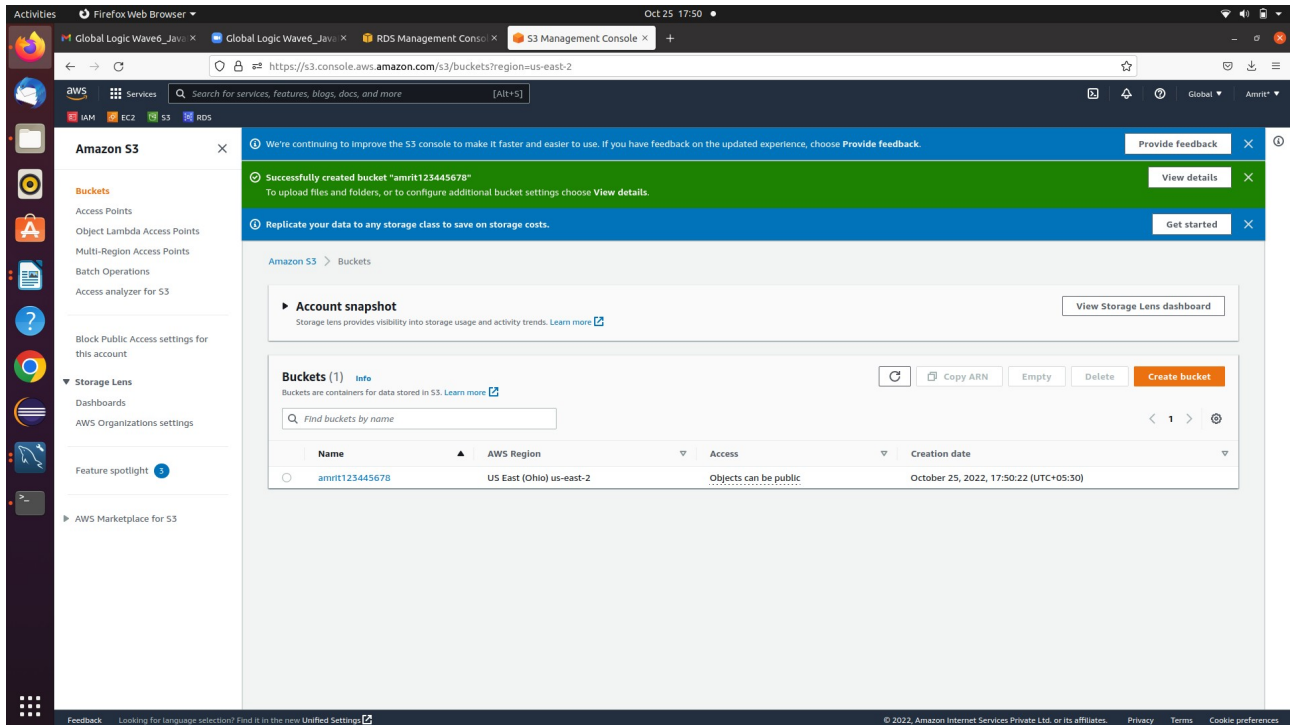 Activities Firefox Web Browser Oct 25 17:50
Global Logic Wave6_Java Global Logic Wave6_Java RDS Management Consol S3 Management Console
https://s3.console.aws.amazon.com/s3/buckets?region=us-east-2
aws Services Search for services, features, blogs, docs, and more [Alt+S] Global Amrit*
IAM EC2 S3 RDS
Amazon S3
Buckets
Access Points
Object Lambda Access Points
Multi-Region Access Points
Batch Operations
Access analyzer for S3
Block Public Access settings for
this account
Storage Lens
Dashboards
AWS Organizations settings
Feature spotlight 3
AWS Marketplace for S3
We're continuing to improve the S3 console to make it faster and easier to use. If you have feedback on the updated experience, choose Provide feedback. Provide feedback
Successfully created bucket "amrit123445678" View details
To upload files and folders, or to configure additional bucket settings choose View details.
Replicate your data to any storage class to save on storage costs. Get started
Amazon S3 > Buckets
Account snapshot View Storage Lens dashboard
Storage lens provides visibility into storage usage and activity trends. Learn more
Buckets (1) Info Copy ARN Empty Delete Create bucket
Buckets are containers for data stored in S3. Learn more
Find buckets by name < 1 >
Name AWS Region Access Creation date
amrit123445678 US East (Ohio) us-east-2 Objects can be public October 25, 2022, 17:50:22 (UTC+05:30)
Feedback Looking for language selection? Find it in the new Unified Settings © 2022, Amazon Internet Services Private Ltd. or its affiliates. Privacy Terms Cookie preferences